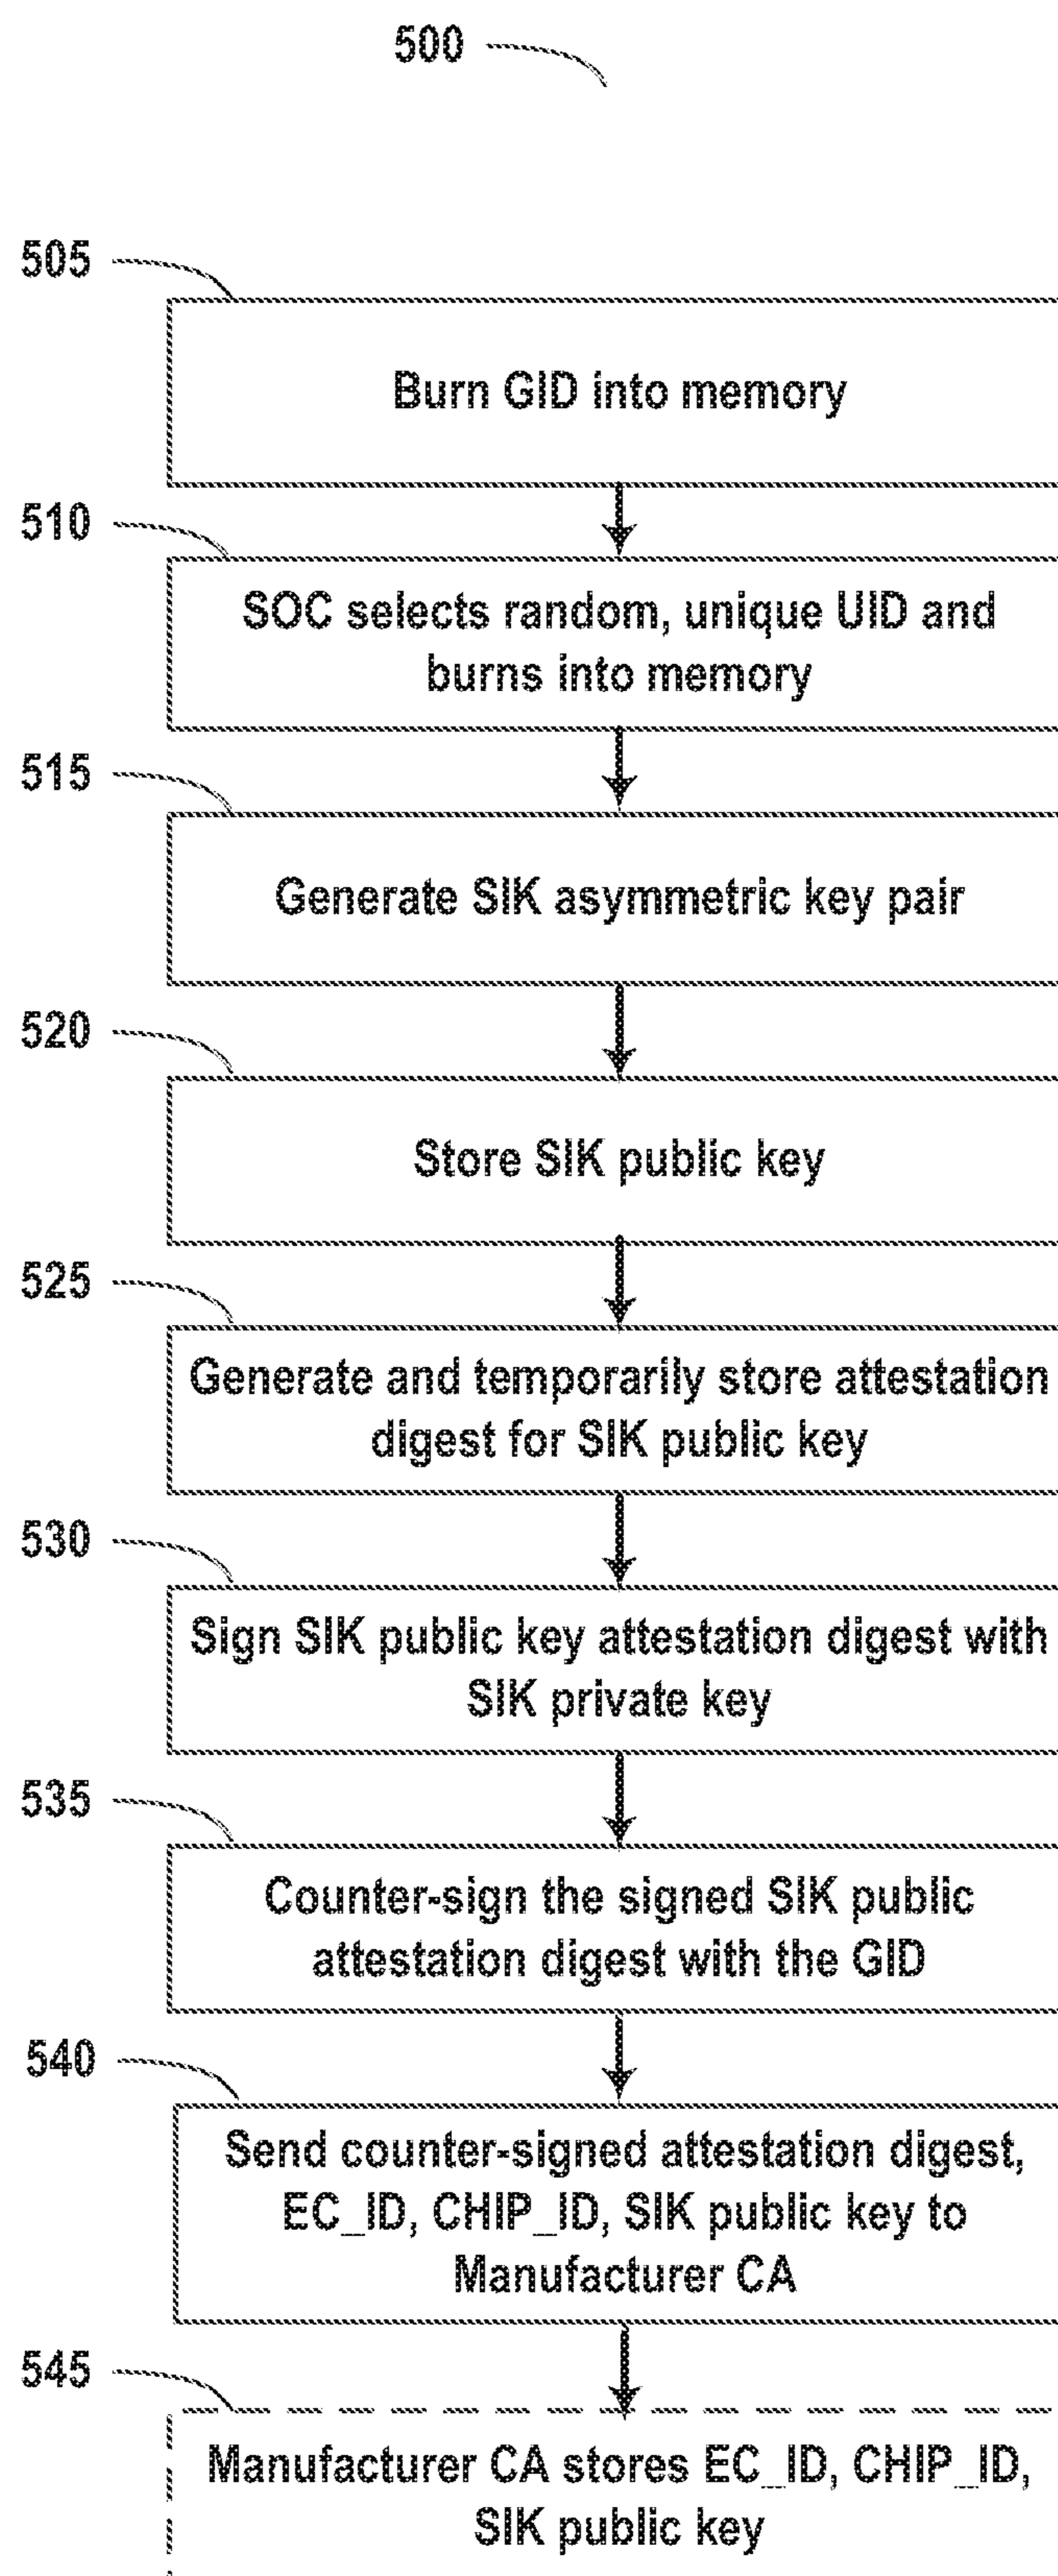 500
505
Burn GID into memory
510
SOC selects random, unique UID and
burns into memory
515
Generate SIK asymmetric key pair
520
Store SIK public key
525
Generate and temporarily store attestation
digest for SIK public key
530
Sign SIK public key attestation digest with
SIK private key
535
Counter-sign the signed SIK public
attestation digest with the GID
540
Send counter-signed attestation digest,
EC_ID, CHIP_ID, SIK public key to
Manufacturer CA
545
Manufacturer CA stores EC_ID, CHIP_ID,
SIK public key